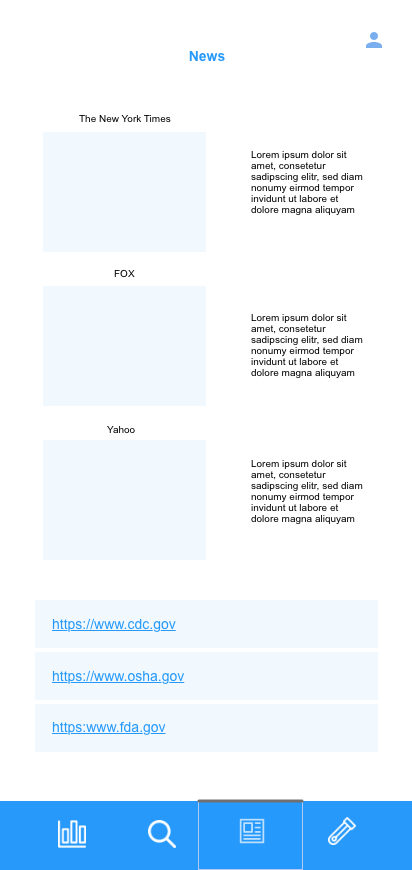 News
The New York Times
Lorem ipsum dolor sit
amet, consetetur
sadipscing elitr, sed diam
nonumy eirmod tempor
invidunt ut labore et
dolore magna aliquyam
FOX
Lorem ipsum dolor sit
amet, consetetur
sadipscing elitr, sed diam
nonumy eirmod tempor
invidunt ut labore et
dolore magna aliquyam
Yahoo
Lorem ipsum dolor sit
amet, consetetur
sadipscing elitr, sed diam
nonumy eirmod tempor
invidunt ut labore et
dolore magna aliquyam
https://www.cdc.gov
https://www.osha.gov
https:www.fda.gov